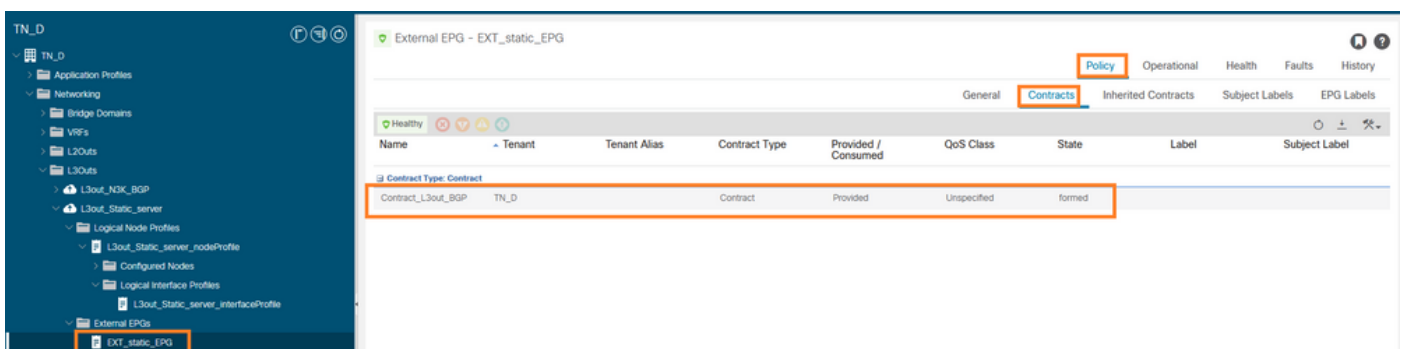 TN_D
TN_D
Application Profiles
Networking
Bridge Domains
VRFs
L2Outs
L3Outs
L3out_N3K_BGP
L3out_Static_server
Logical Node Profiles
L3out_Static_server_nodeProfile
Configured Nodes
Logical Interface Profiles
L3out_Static_server_interfaceProfile
External EPGs
EXT_static_EPG
External EPG - EXT_static_EPG
Policy Operational Health Faults History
General Contracts Inherited Contracts Subject Labels EPG Labels
Healthy
Name Tenant Tenant Alias Contract Type Provided / Consumed QoS Class State Label Subject Label
Contract Type: Contract
Contract_L3out_BGP TN_D Contract Provided Unspecified formed